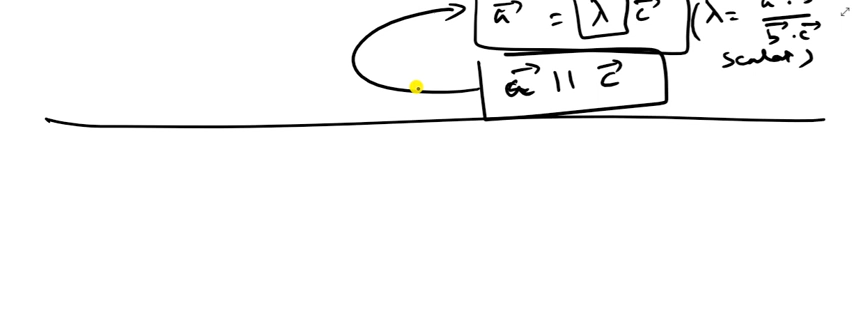 a⃗ = λ c⃗ (λ = a⃗ · b⃗ / b⃗ · c⃗
scalar)
a⃗ || c⃗